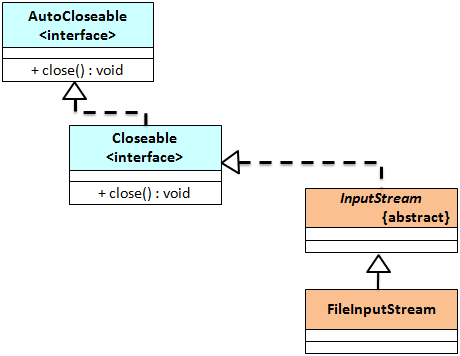 AutoCloseable
<interface>
+ close() : void
Closeable
<interface>
+ close() : void
InputStream
{abstract}
FileInputStream